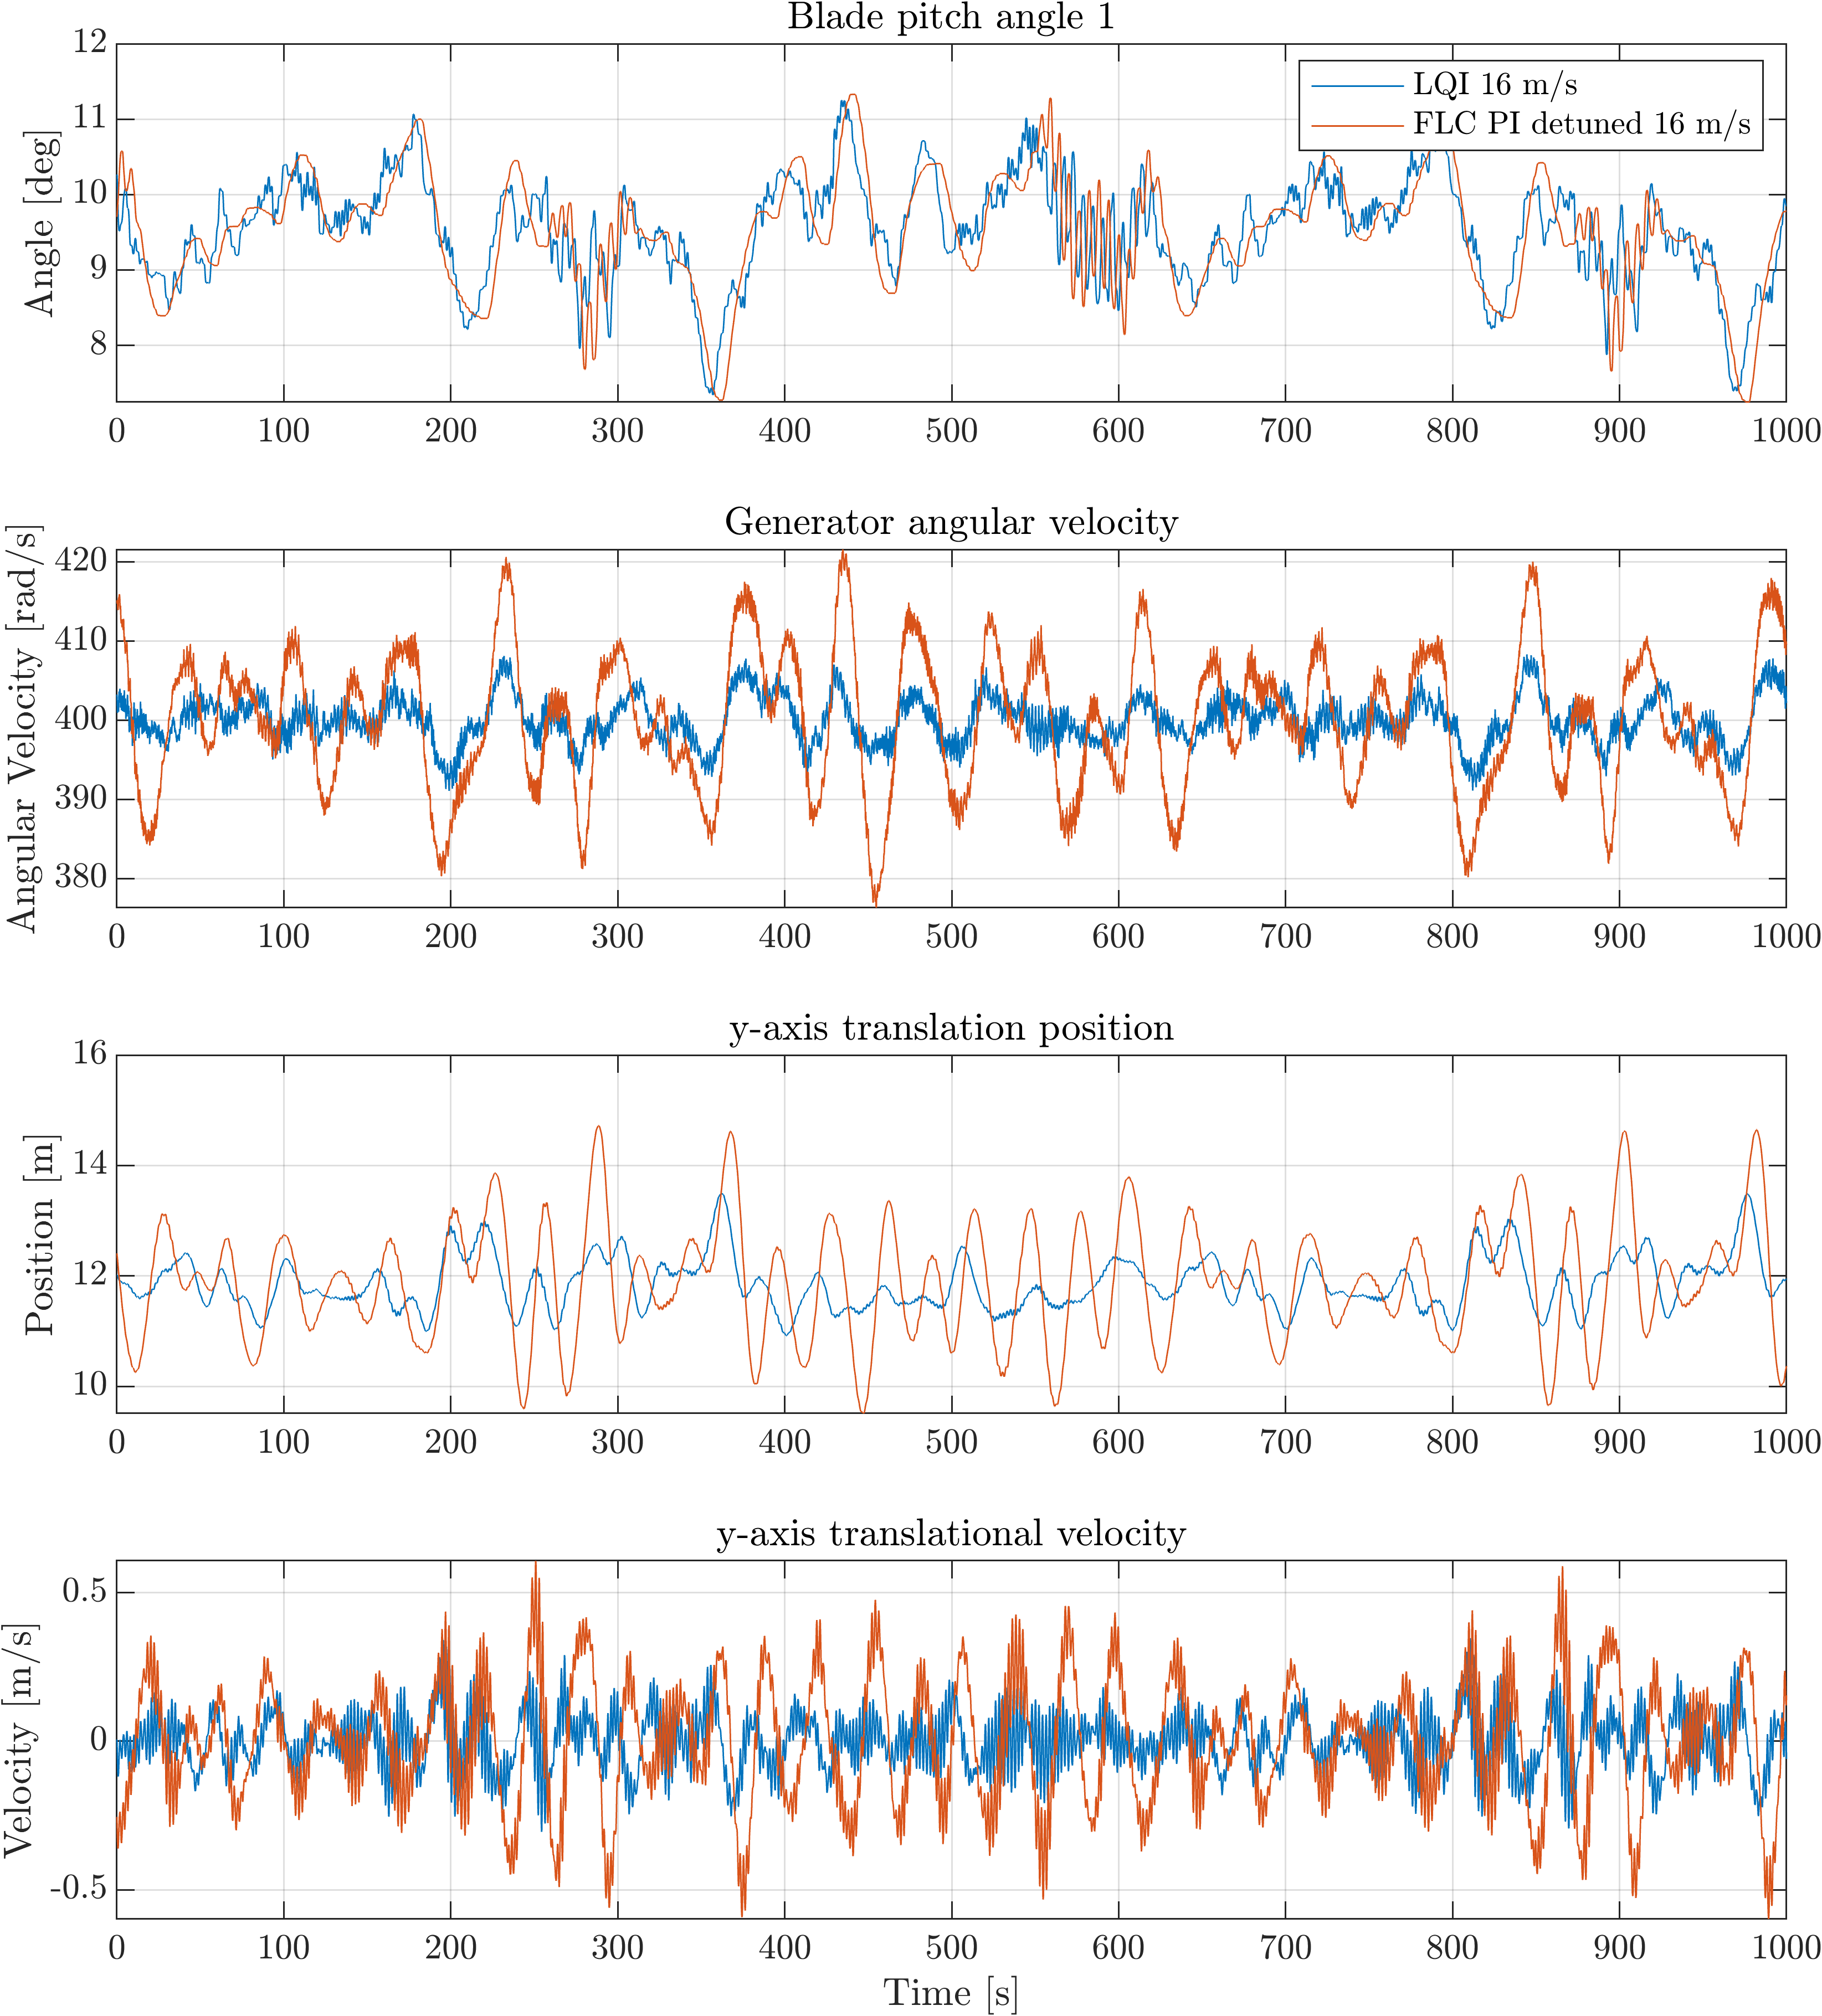 Blade pitch angle 1
12
11
10
9
8
Angle [deg]
LQI 16 m/s
FLC PI detuned 16 m/s
0 100 200 300 400 500 600 700 800 900 1000
Generator angular velocity
420
410
400
390
380
Angular Velocity [rad/s]
0 100 200 300 400 500 600 700 800 900 1000
y-axis translation position
16
14
12
10
Position [m]
0 100 200 300 400 500 600 700 800 900 1000
y-axis translational velocity
0.5
0
-0.5
Velocity [m/s]
0 100 200 300 400 500 600 700 800 900 1000
Time [s]